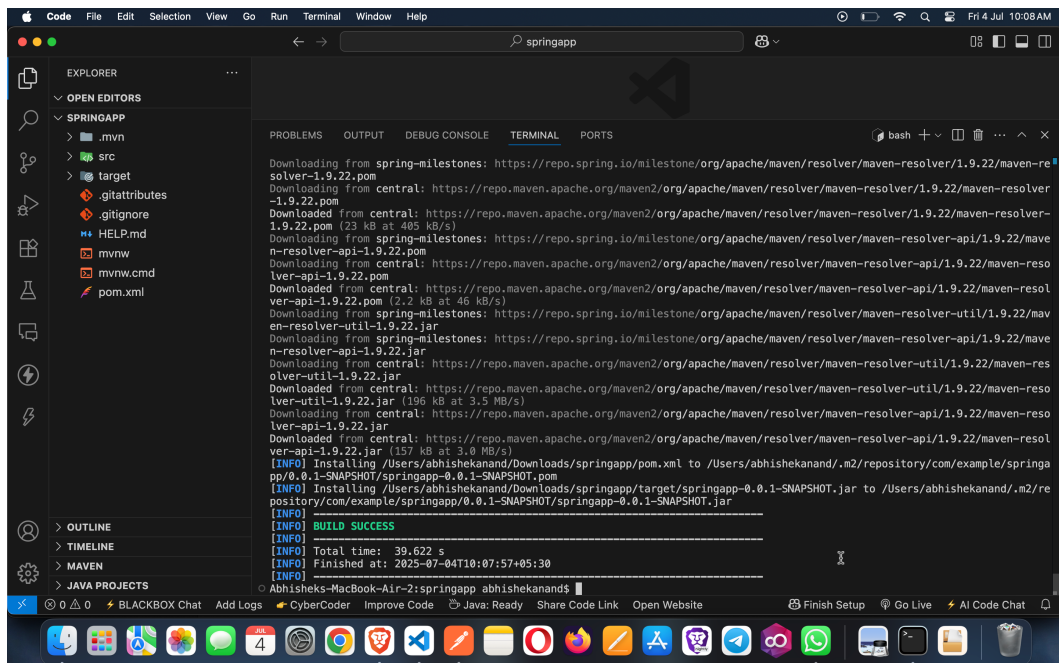 Code File Edit Selection View Go Run Terminal Window Help Fri 4 Jul 10:08 AM
springapp
EXPLORER
OPEN EDITORS
SPRINGAPP
.mvn
src
target
.gitattributes
.gitignore
HELP.md
mvnw
mvnw.cmd
pom.xml
OUTLINE
TIMELINE
MAVEN
JAVA PROJECTS
PROBLEMS OUTPUT DEBUG CONSOLE TERMINAL PORTS bash
Downloading from spring-milestones: https://repo.spring.io/milestone/org/apache/maven/resolver/maven-resolver/1.9.22/maven-re
solver-1.9.22.pom
Downloading from central: https://repo.maven.apache.org/maven2/org/apache/maven/resolver/maven-resolver/1.9.22/maven-resolver
-1.9.22.pom
Downloaded from central: https://repo.maven.apache.org/maven2/org/apache/maven/resolver/maven-resolver/1.9.22/maven-resolver-
1.9.22.pom (23 kB at 405 kB/s)
Downloading from spring-milestones: https://repo.spring.io/milestone/org/apache/maven/resolver/maven-resolver-api/1.9.22/mave
n-resolver-api-1.9.22.pom
Downloading from central: https://repo.maven.apache.org/maven2/org/apache/maven/resolver/maven-resolver-api/1.9.22/maven-reso
lver-api-1.9.22.pom
Downloaded from central: https://repo.maven.apache.org/maven2/org/apache/maven/resolver/maven-resolver-api/1.9.22/maven-resol
ver-api-1.9.22.pom (2.2 kB at 46 kB/s)
Downloading from spring-milestones: https://repo.spring.io/milestone/org/apache/maven/resolver/maven-resolver-util/1.9.22/mav
en-resolver-util-1.9.22.jar
Downloading from spring-milestones: https://repo.spring.io/milestone/org/apache/maven/resolver/maven-resolver-api/1.9.22/mave
n-resolver-api-1.9.22.jar
Downloading from central: https://repo.maven.apache.org/maven2/org/apache/maven/resolver/maven-resolver-util/1.9.22/maven-res
olver-util-1.9.22.jar
Downloaded from central: https://repo.maven.apache.org/maven2/org/apache/maven/resolver/maven-resolver-util/1.9.22/maven-reso
lver-util-1.9.22.jar (196 kB at 3.5 MB/s)
Downloading from central: https://repo.maven.apache.org/maven2/org/apache/maven/resolver/maven-resolver-api/1.9.22/maven-reso
lver-api-1.9.22.jar
Downloaded from central: https://repo.maven.apache.org/maven2/org/apache/maven/resolver/maven-resolver-api/1.9.22/maven-resol
ver-api-1.9.22.jar (157 kB at 3.0 MB/s)
[INFO] Installing /Users/abhishekanand/Downloads/springapp/pom.xml to /Users/abhishekanand/.m2/repository/com/example/springa
pp/0.0.1-SNAPSHOT/springapp-0.0.1-SNAPSHOT.pom
[INFO] Installing /Users/abhishekanand/Downloads/springapp/target/springapp-0.0.1-SNAPSHOT.jar to /Users/abhishekanand/.m2/re
pository/com/example/springapp/0.0.1-SNAPSHOT/springapp-0.0.1-SNAPSHOT.jar
[INFO] ------------------------------------------------------------------------
[INFO] BUILD SUCCESS
[INFO] ------------------------------------------------------------------------
[INFO] Total time:  39.622 s
[INFO] Finished at: 2025-07-04T10:07:57+05:30
[INFO] ------------------------------------------------------------------------
Abhisheks-MacBook-Air-2:springapp abhishekanand$
0 0 BLACKBOX Chat Add Logs CyberCoder Improve Code Java: Ready Share Code Link Open Website Finish Setup Go Live AI Code Chat
JUL
4